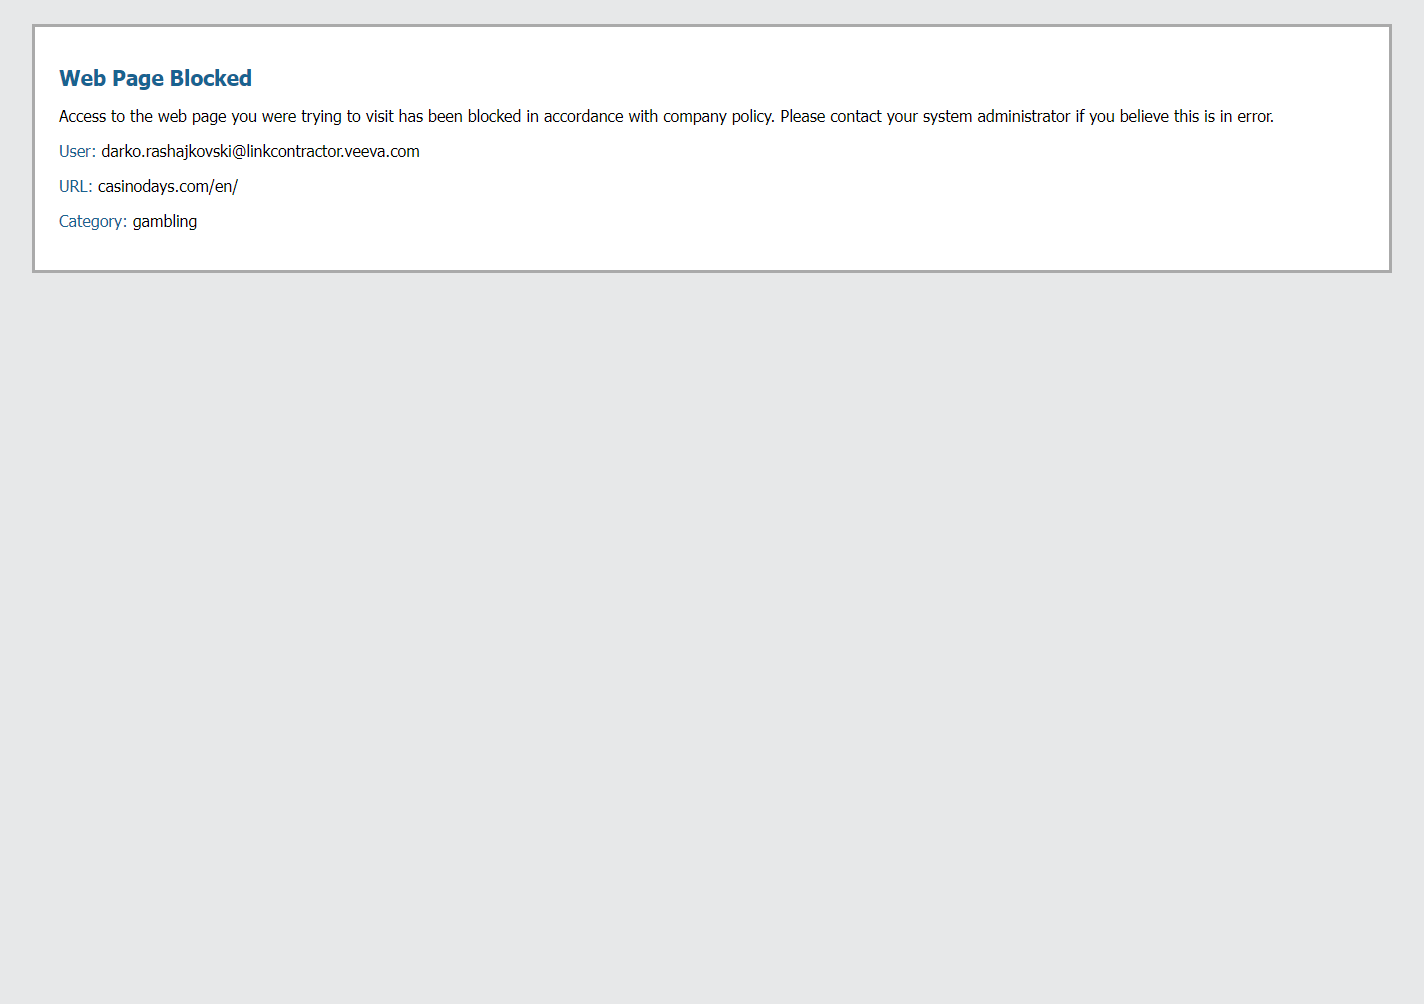 Web Page Blocked
Access to the web page you were trying to visit has been blocked in accordance with company policy. Please contact your system administrator if you believe this is in error.
User: darko.rashajkovski@linkcontractor.veeva.com
URL: casinodays.com/en/
Category: gambling